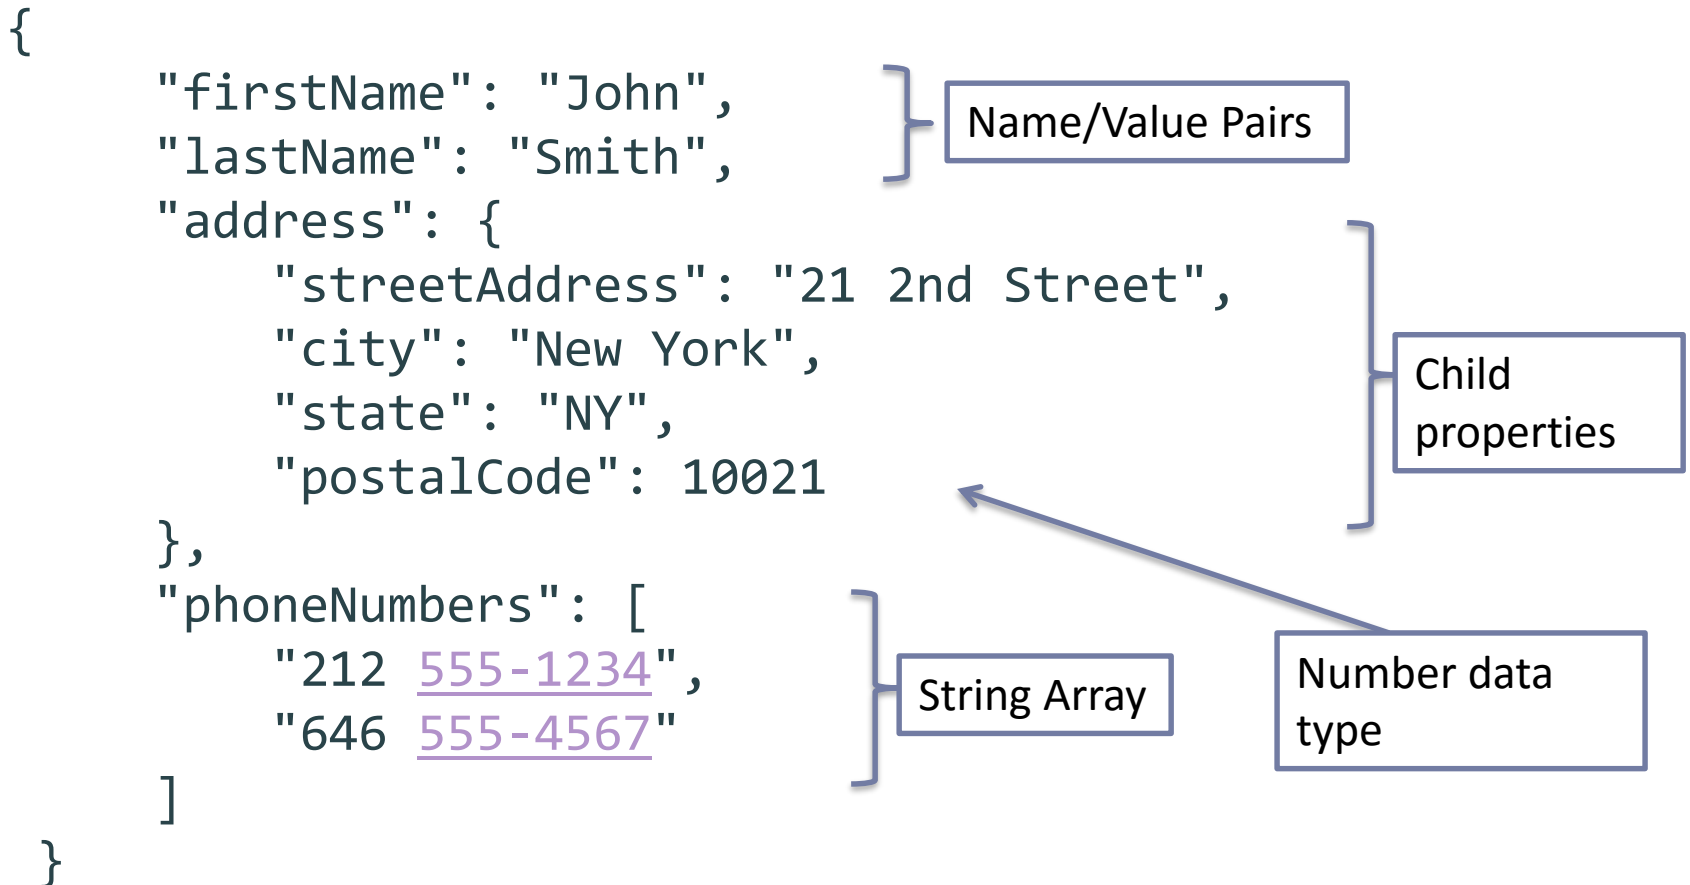 {
"firstName": "John",
"lastName": "Smith",
Name/Value Pairs
"address": {
"streetAddress": "21 2nd Street",
"city": "New York",
"state": "NY",
"postalCode": 10021
},
Child
properties
"phoneNumbers": [
"212 555-1234",
"646 555-4567"
]
}
String Array
Number data
type